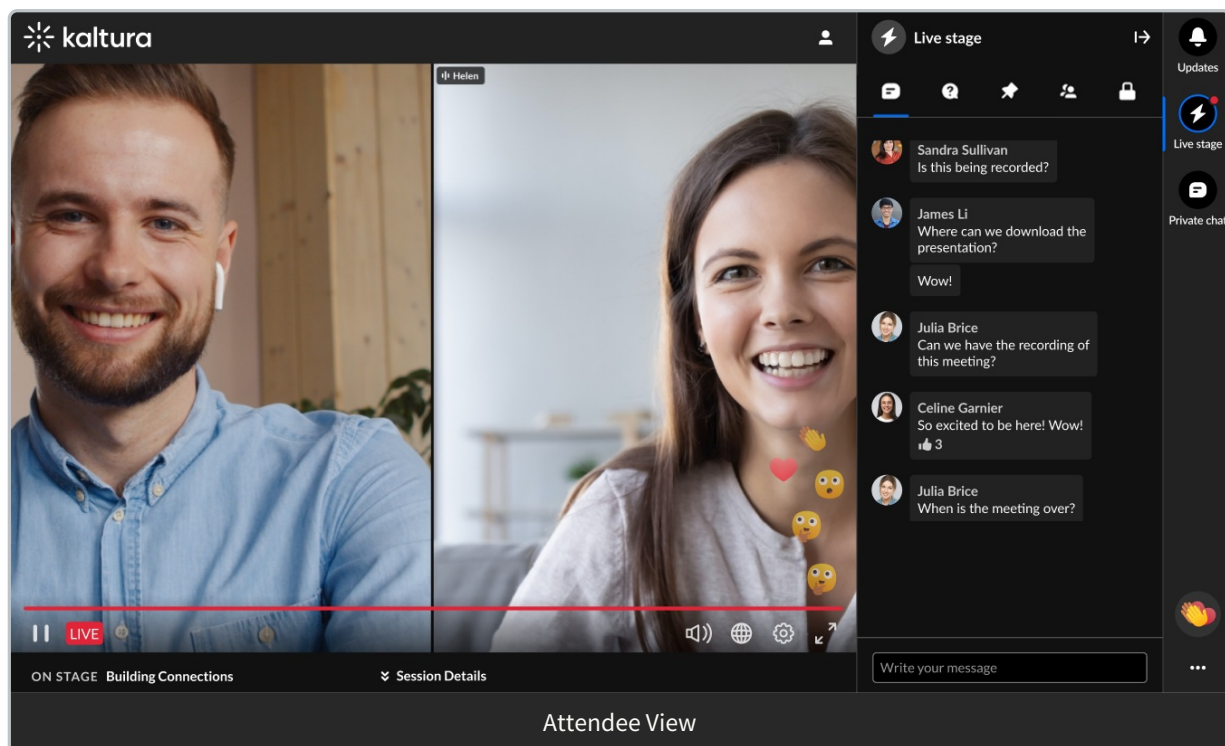 kaltura
Helen
LIVE
ON STAGE Building Connections
Session Details
Live stage
Sandra Sullivan
Is this being recorded?
James Li
Where can we download the
presentation?
Wow!
Julia Brice
Can we have the recording of
this meeting?
Celine Garnier
So excited to be here! Wow!
3
Julia Brice
When is the meeting over?
Write your message
Updates
Live stage
Private chat
Attendee View